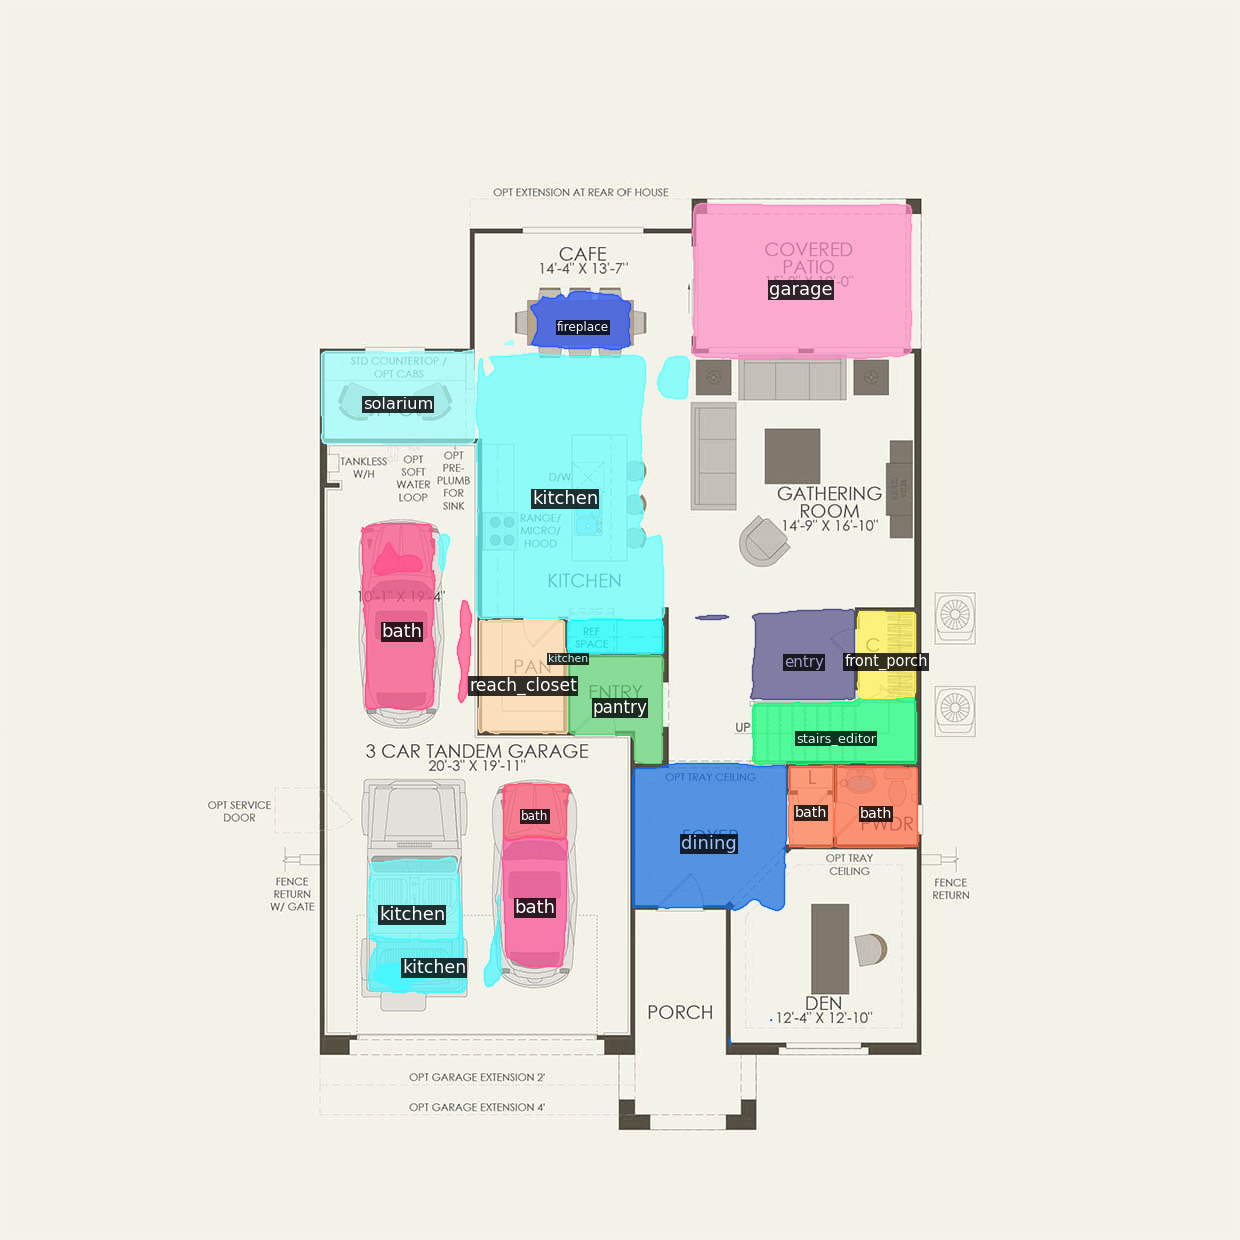 OPT EXTENSION AT REAR OF HOUSE
CAFE
14'-4" X 13'-7"
COVERED
PATIO
garage
fireplace
STD COUNTERTOP /
OPT CABS
solarium
TANKLESS
W/H
OPT
SOFT
WATER
LOOP
OPT
PRE-
PLUMB
FOR
SINK
D/W
kitchen
RANGE/
MICRO/
HOOD
KITCHEN
GATHERING
ROOM
14'-9" X 16'-10"
10'-1" X 19'-4"
bath
REF
SPACE
kitchen
PAN
reach_closet
ENTRY
pantry
entry
C
front_porch
UP
stairs_editor
3 CAR TANDEM GARAGE
20'-3" X 19'-11"
OPT TRAY CEILING
FOYER
dining
L
bath
bath
PWDR
OPT SERVICE
DOOR
bath
bath
kitchen
kitchen
FENCE
RETURN
W/ GATE
OPT TRAY
CEILING
FENCE
RETURN
PORCH
DEN
12'-4" X 12'-10"
OPT GARAGE EXTENSION 2'
OPT GARAGE EXTENSION 4'